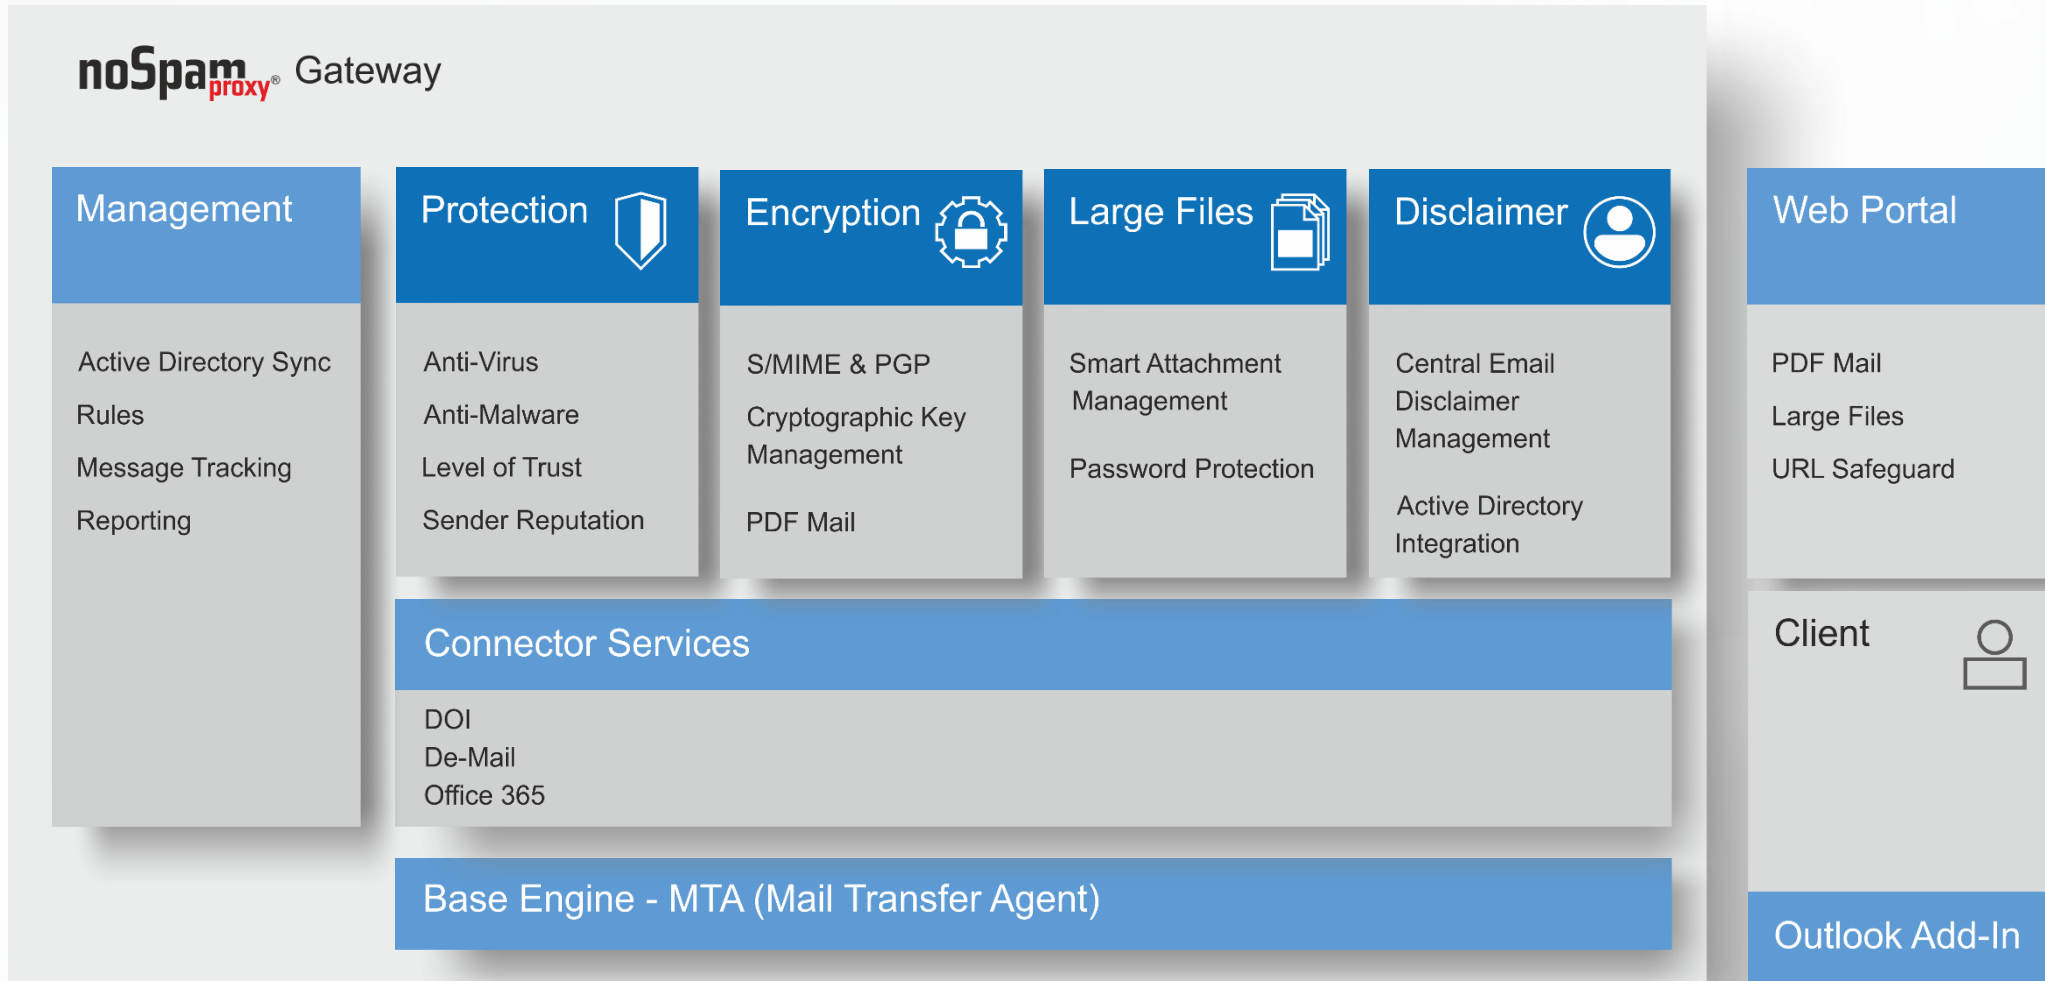 noSpam proxy® Gateway
Management
Active Directory Sync
Rules
Message Tracking
Reporting
Protection
Anti-Virus
Anti-Malware
Level of Trust
Sender Reputation
Encryption
S/MIME & PGP
Cryptographic Key
Management
PDF Mail
Large Files
Smart Attachment
Management
Password Protection
Disclaimer
Central Email
Disclaimer
Management
Active Directory
Integration
Connector Services
DOI
De-Mail
Office 365
Base Engine - MTA (Mail Transfer Agent)
Web Portal
PDF Mail
Large Files
URL Safeguard
Client
Outlook Add-In